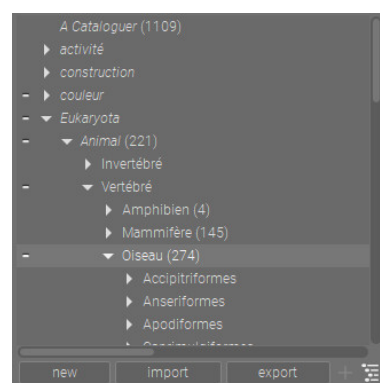 A Cataloguer (1109)
activité
construction
couleur
Eukaryota
Animal (221)
Invertébré
Vertébré
Amphibien (4)
Mammifère (145)
Oiseau (274)
Accipitriformes
Anseriformes
Apodiformes
Caprimulgiformes
new import export